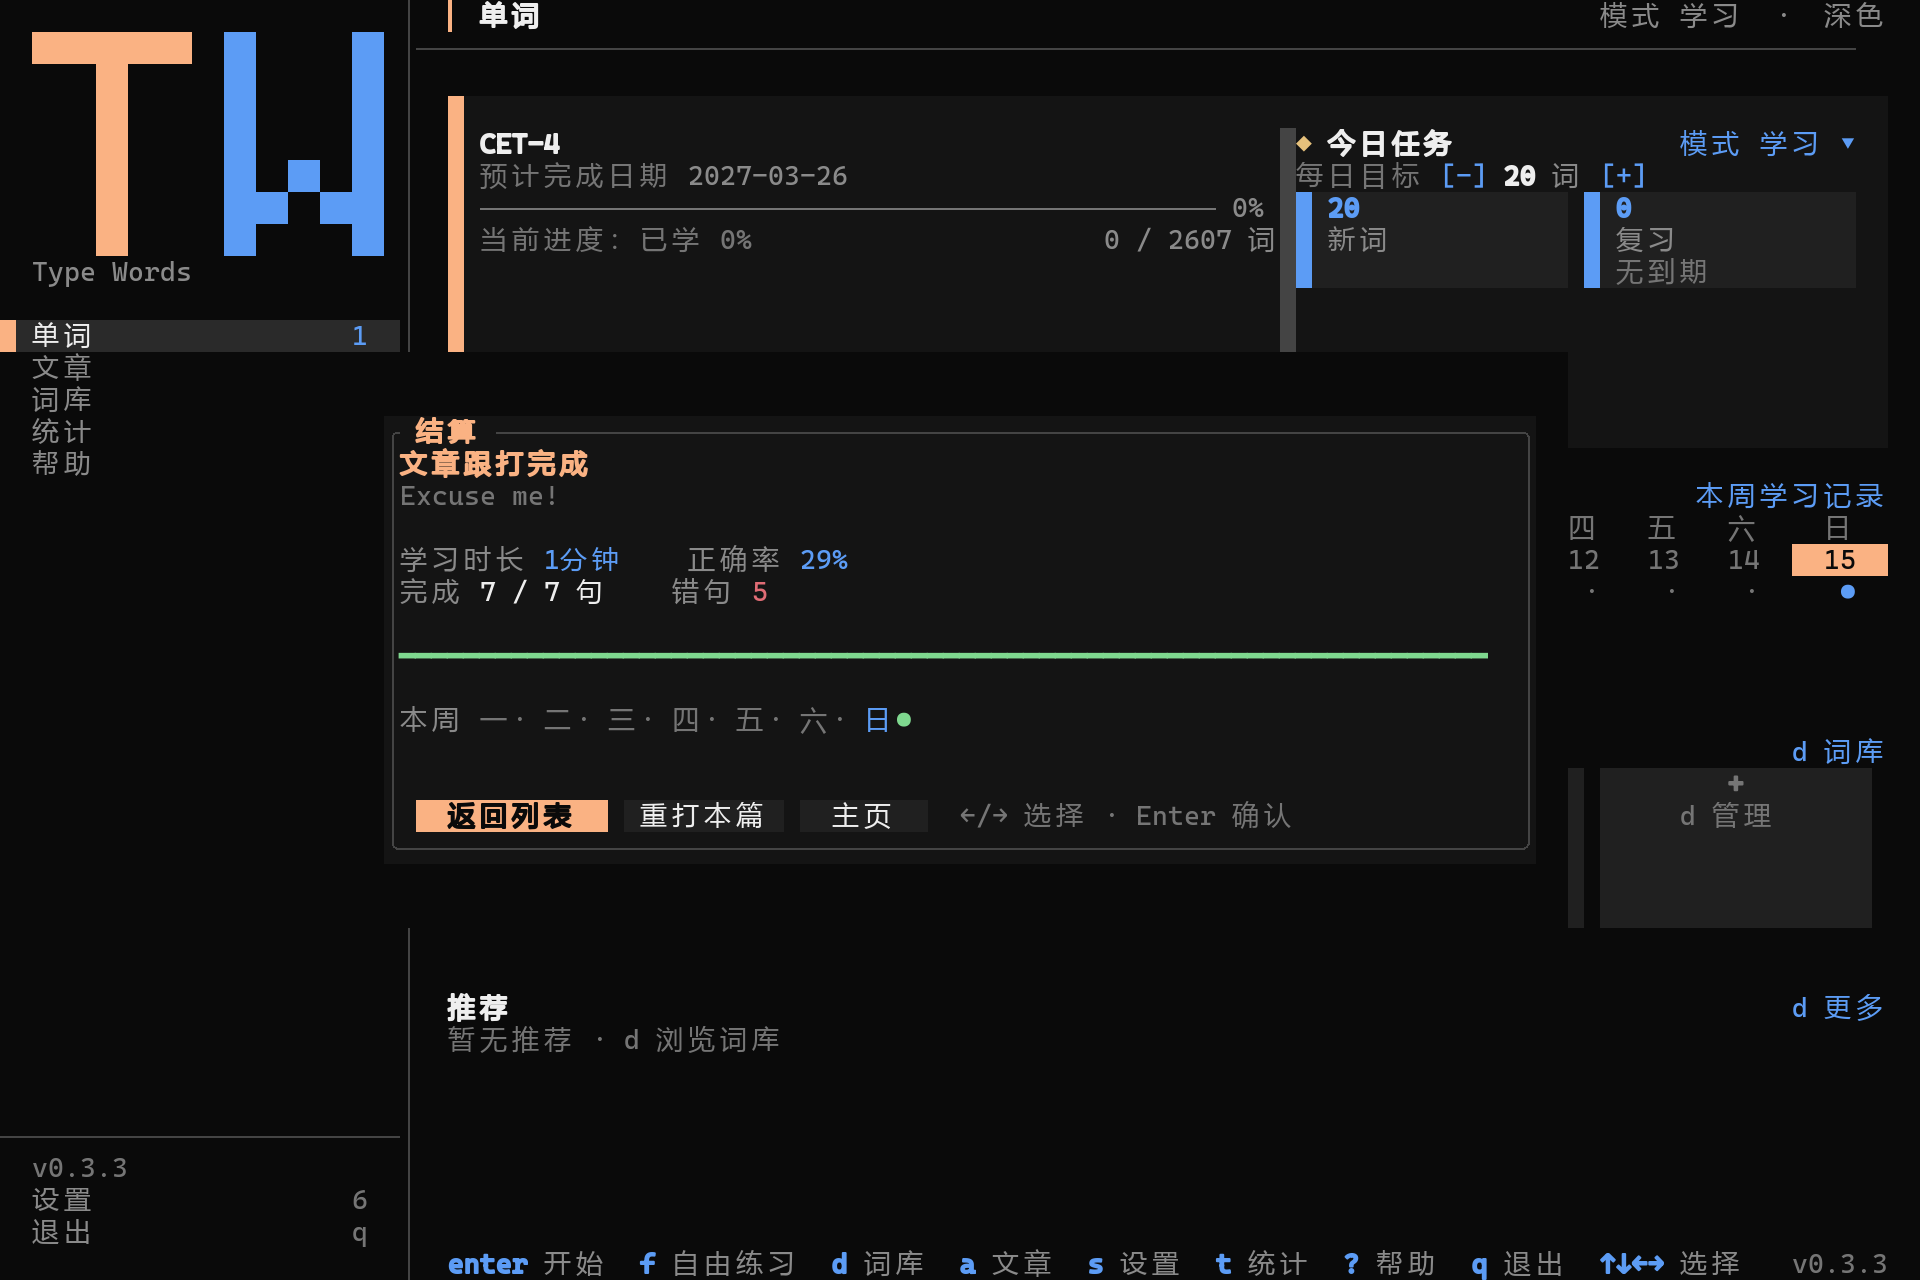 TW
Type Words
单词 1
文章
词库
统计
帮助
v0.3.3
设置 6
退出 q
单词
模式 学习 · 深色
CET-4
预计完成日期 2027-03-26
0%
当前进度: 已学 0% 0 / 2607 词
◆ 今日任务 模式 学习 ▼
每日目标 [-] 20 词 [+]
20
新词
0
复习
无到期
结算
文章跟打完成
Excuse me!
学习时长 1分钟 正确率 29%
完成 7 / 7 句 错句 5
本周 一· 二· 三· 四· 五· 六· 日●
返回列表 重打本篇 主页 ←/→ 选择 · Enter 确认
本周学习记录
四 五 六 日
12 13 14 15
· · · ●
d 词库
+
d 管理
推荐 d 更多
暂无推荐 · d 浏览词库
enter 开始 f 自由练习 d 词库 a 文章 s 设置 t 统计 ? 帮助 q 退出 ↑↓←→ 选择 v0.3.3